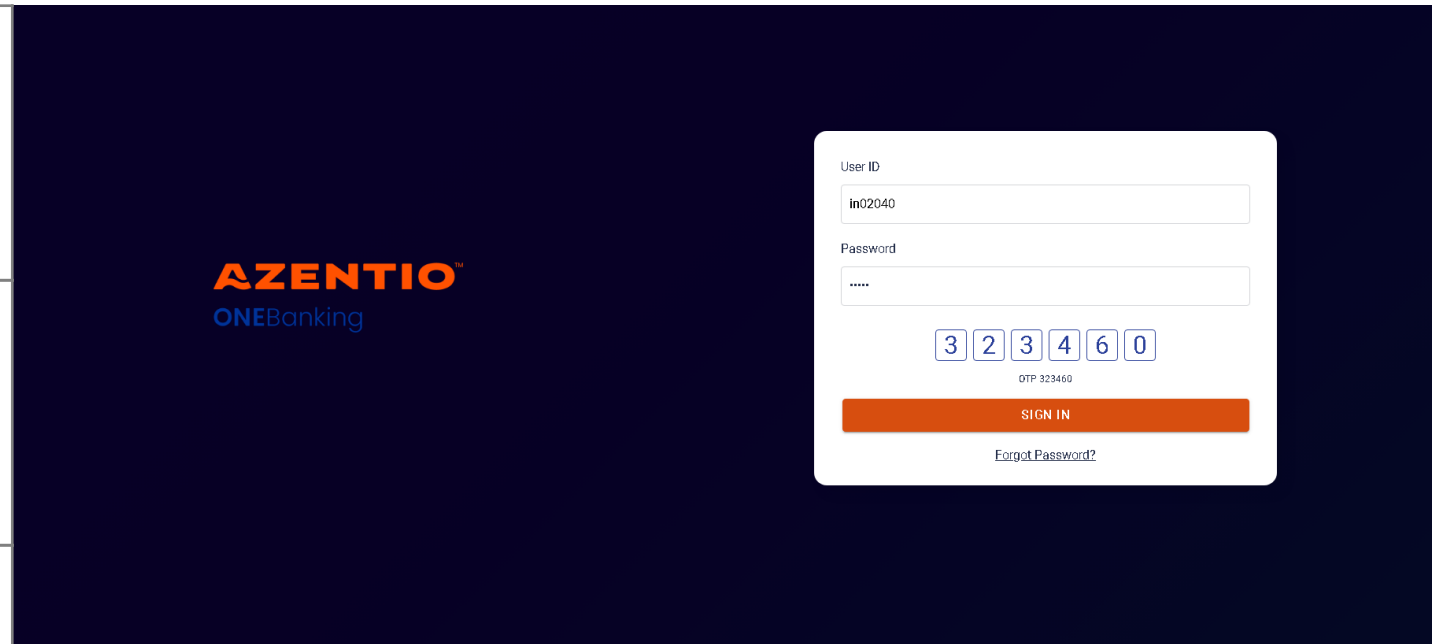 AZENTIO™
ONEBanking
User ID
in02040
Password
•••••
3 2 3 4 6 0
OTP 323460
SIGN IN
Forgot Password?